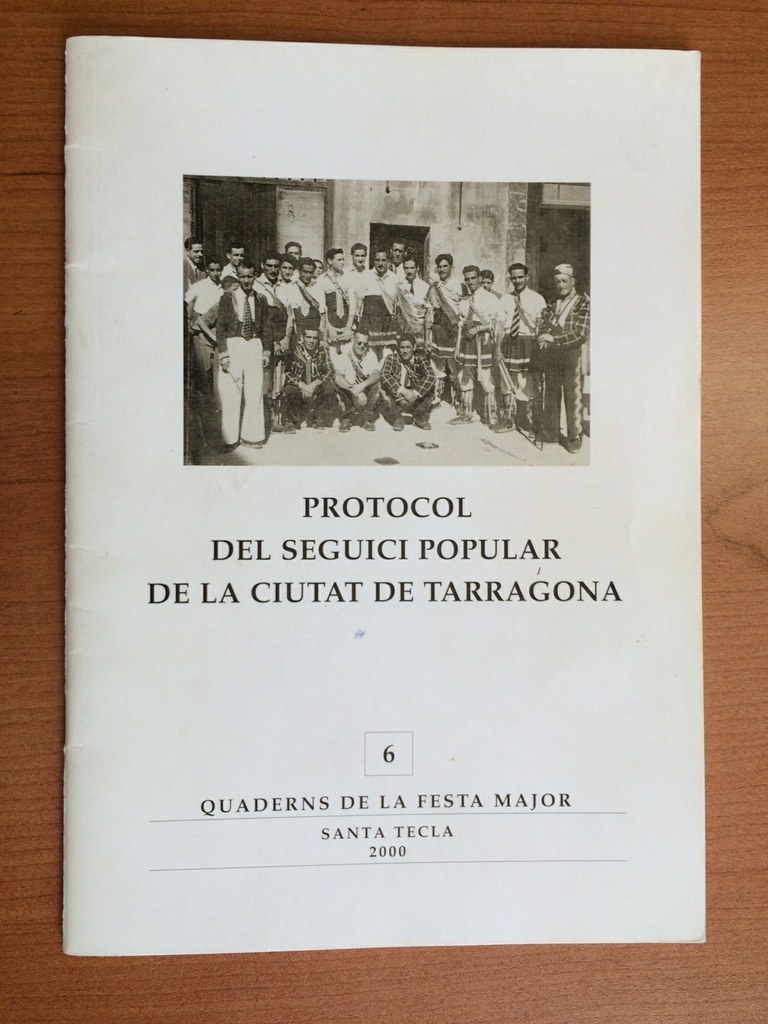 PROTOCOL
DEL SEGUICI POPULAR
DE LA CIUTAT DE TARRAGONA
6
QUADERNS DE LA FESTA MAJOR
SANTA TECLA
2000